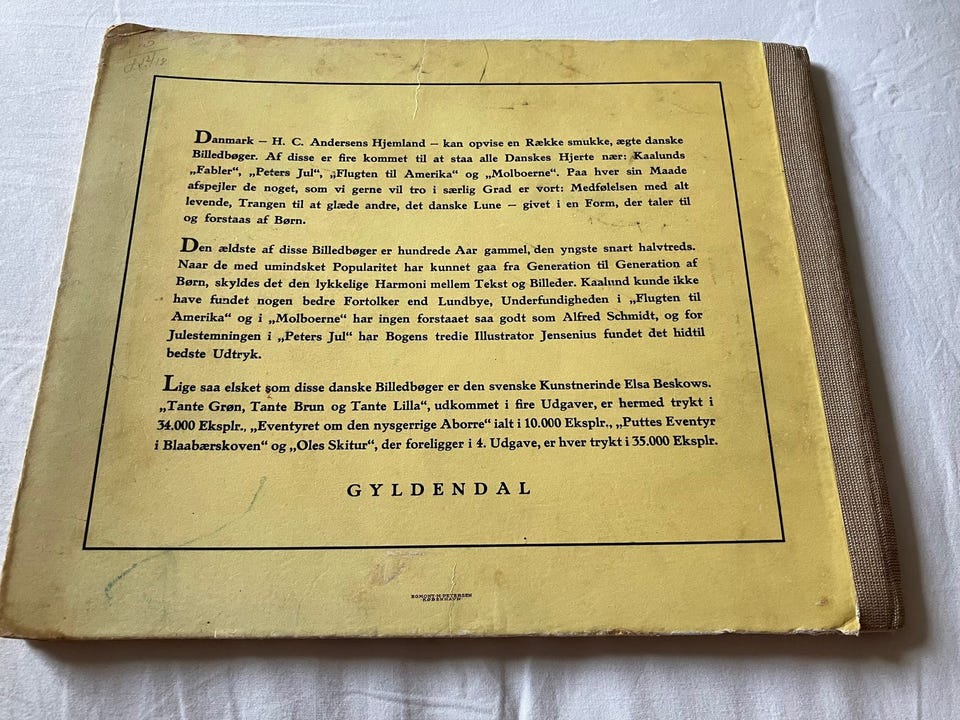 Danmark – H. C. Andersens Hjemland – kan opvise en Række smukke, ægte danske
Billedbøger. Af disse er fire kommet til at staa alle Danskes Hjerte nær: Kaalunds
„Fabler“, „Peters Jul“, „Flugten til Amerika“ og „Molboerne“. Paa hver sin Maade
afspejler de noget, som vi gerne vil tro i særlig Grad er vort: Medfølelsen med alt
levende, Trangen til at glæde andre, det danske Lune – givet i en Form, der taler til
og forstaas af Børn.
Den ældste af disse Billedbøger er hundrede Aar gammel, den yngste snart halvtreds.
Naar de med umindsket Popularitet har kunnet gaa fra Generation til Generation af
Børn, skyldes det den lykkelige Harmoni mellem Tekst og Billeder. Kaalund kunde ikke
have fundet nogen bedre Fortolker end Lundbye, Underfundigheden i „Flugten til
Amerika“ og i „Molboerne“ har ingen forstaaet saa godt som Alfred Schmidt, og for
Julestemningen i „Peters Jul“ har Bogens tredie Illustrator Jensenius fundet det hidtil
bedste Udtryk.
Lige saa elsket som disse danske Billedbøger er den svenske Kunstnerinde Elsa Beskows.
„Tante Grøn, Tante Brun og Tante Lilla“, udkommet i fire Udgaver, er hermed trykt i
34.000 Eksplr., „Eventyret om den nysgerrige Aborre“ ialt i 10.000 Eksplr., „Puttes Eventyr
i Blaabærskoven“ og „Oles Skitur“, der foreligger i 4. Udgave, er hver trykt i 35.000 Eksplr.
GYLDENDAL
EGMONT H. PETERSEN
KØBENHAVN